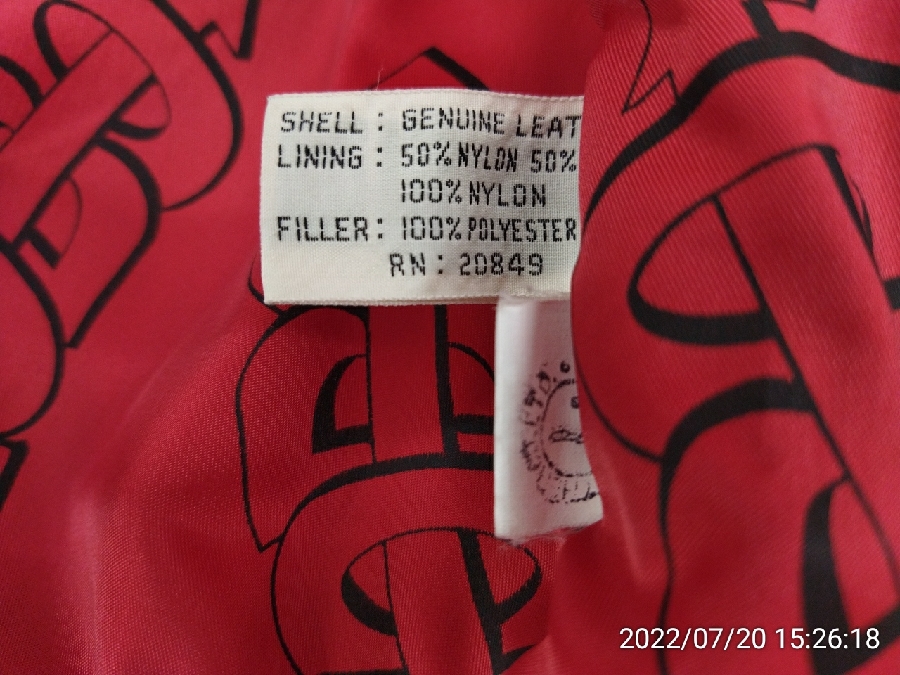 SHELL : GENUINE LEAT
LINING : 50% NYLON 50%
100% NYLON
FILLER : 100% POLYESTER
RN : 20849
2022/07/20 15:26:18